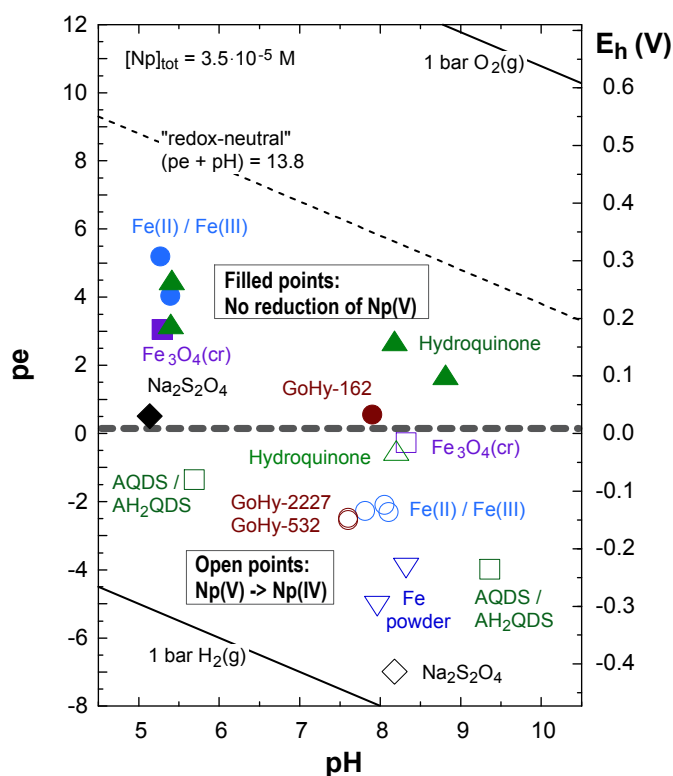 12
10
8
6
4
2
0
-2
-4
-6
-8
pe
5
6
7
8
9
10
pH
E_h (V)
0.6
0.5
0.4
0.3
0.2
0.1
0.0
-0.1
-0.2
-0.3
-0.4
[Np]_tot = 3.5·10^-5 M
1 bar O₂(g)
"redox-neutral"
(pe + pH) = 13.8
Fe(II) / Fe(III)
Filled points:
No reduction of Np(V)
Fe₃O₄(cr)
Hydroquinone
Na₂S₂O₄
GoHy-162
Hydroquinone
Fe₃O₄(cr)
AQDS /
AH₂QDS
GoHy-2227
GoHy-532
Fe(II) / Fe(III)
Open points:
Np(V) -> Np(IV)
Fe
powder
AQDS /
AH₂QDS
1 bar H₂(g)
Na₂S₂O₄